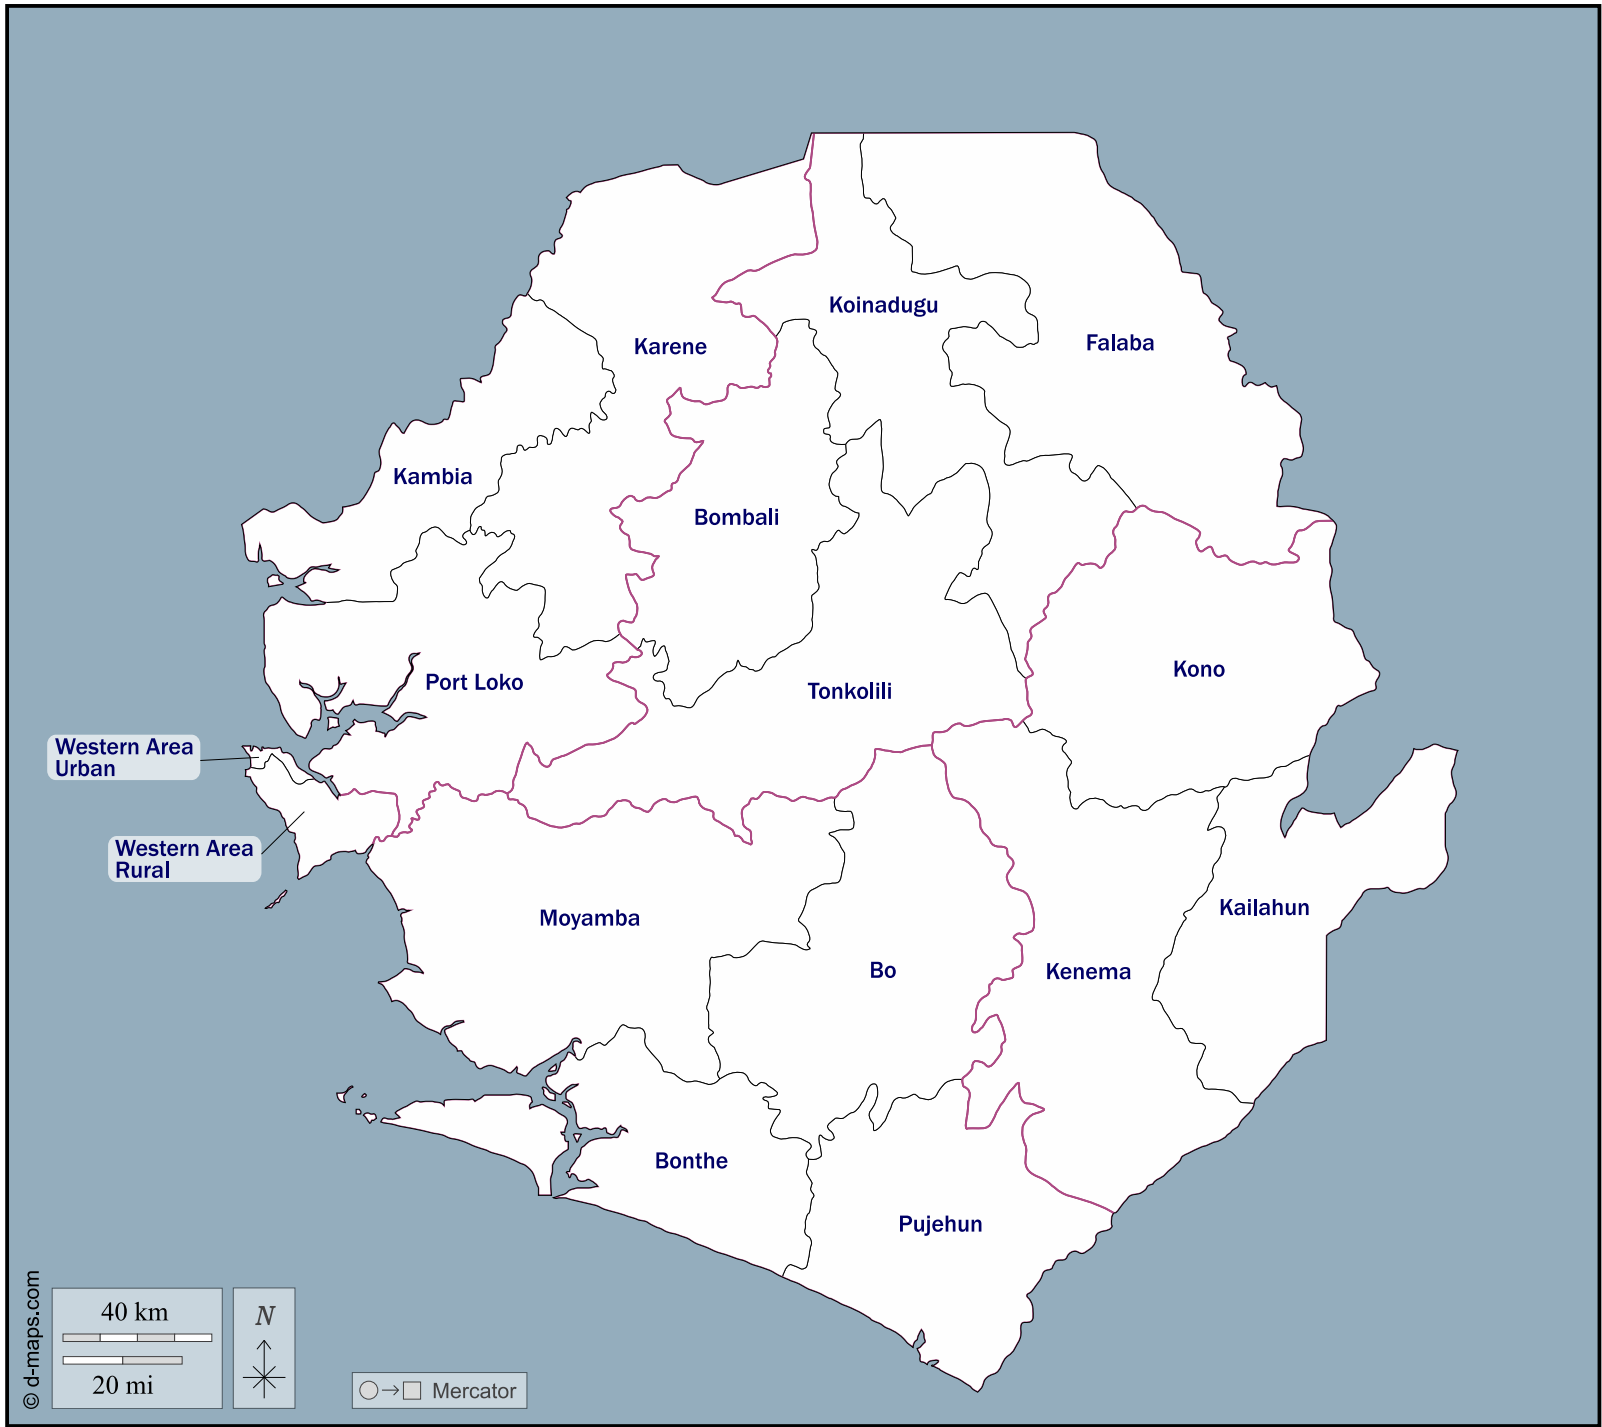 Koinadugu
Falaba
Karene
Kambia
Bombali
Kono
Port Loko
Tonkolili
Western Area
Urban
Western Area
Rural
Kailahun
Moyamba
Bo
Kenema
Bonthe
Pujehun
© d-maps.com
40 km
20 mi
N
Mercator